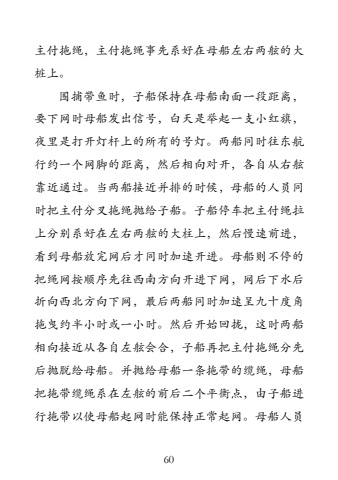 主付拖绳，主付拖绳事先系好在母船左右两舷的大
桩上。
围捕带鱼时，子船保持在母船南面一段距离，
要下网时母船发出信号，白天是举起一支小红旗，
夜里是打开灯杆上的所有的号灯。两船同时往东航
行约一个网脚的距离，然后相向对开，各自从右舷
靠近通过。当两船接近并排的时候，母船的人员同
时把主付分叉拖绳抛给子船。子船停车把主付绳拉
上分别系好在左右两舷的大柱上，然后慢速前进，
看到母船放完网后才同时加速开进。母船则不停的
把绳网按顺序先往西南方向开进下网，网后下水后
折向西北方向下网，最后两船同时加速呈九十度角
拖曳约半小时或一小时。然后开始回拢，这时两船
相向接近从各自左舷会合，子船再把主付拖绳分先
后抛脱给母船。并抛给母船一条拖带的缆绳，母船
把拖带缆绳系在左舷的前后二个平衡点，由子船进
行拖带以使母船起网时能保持正常起网。母船人员
60